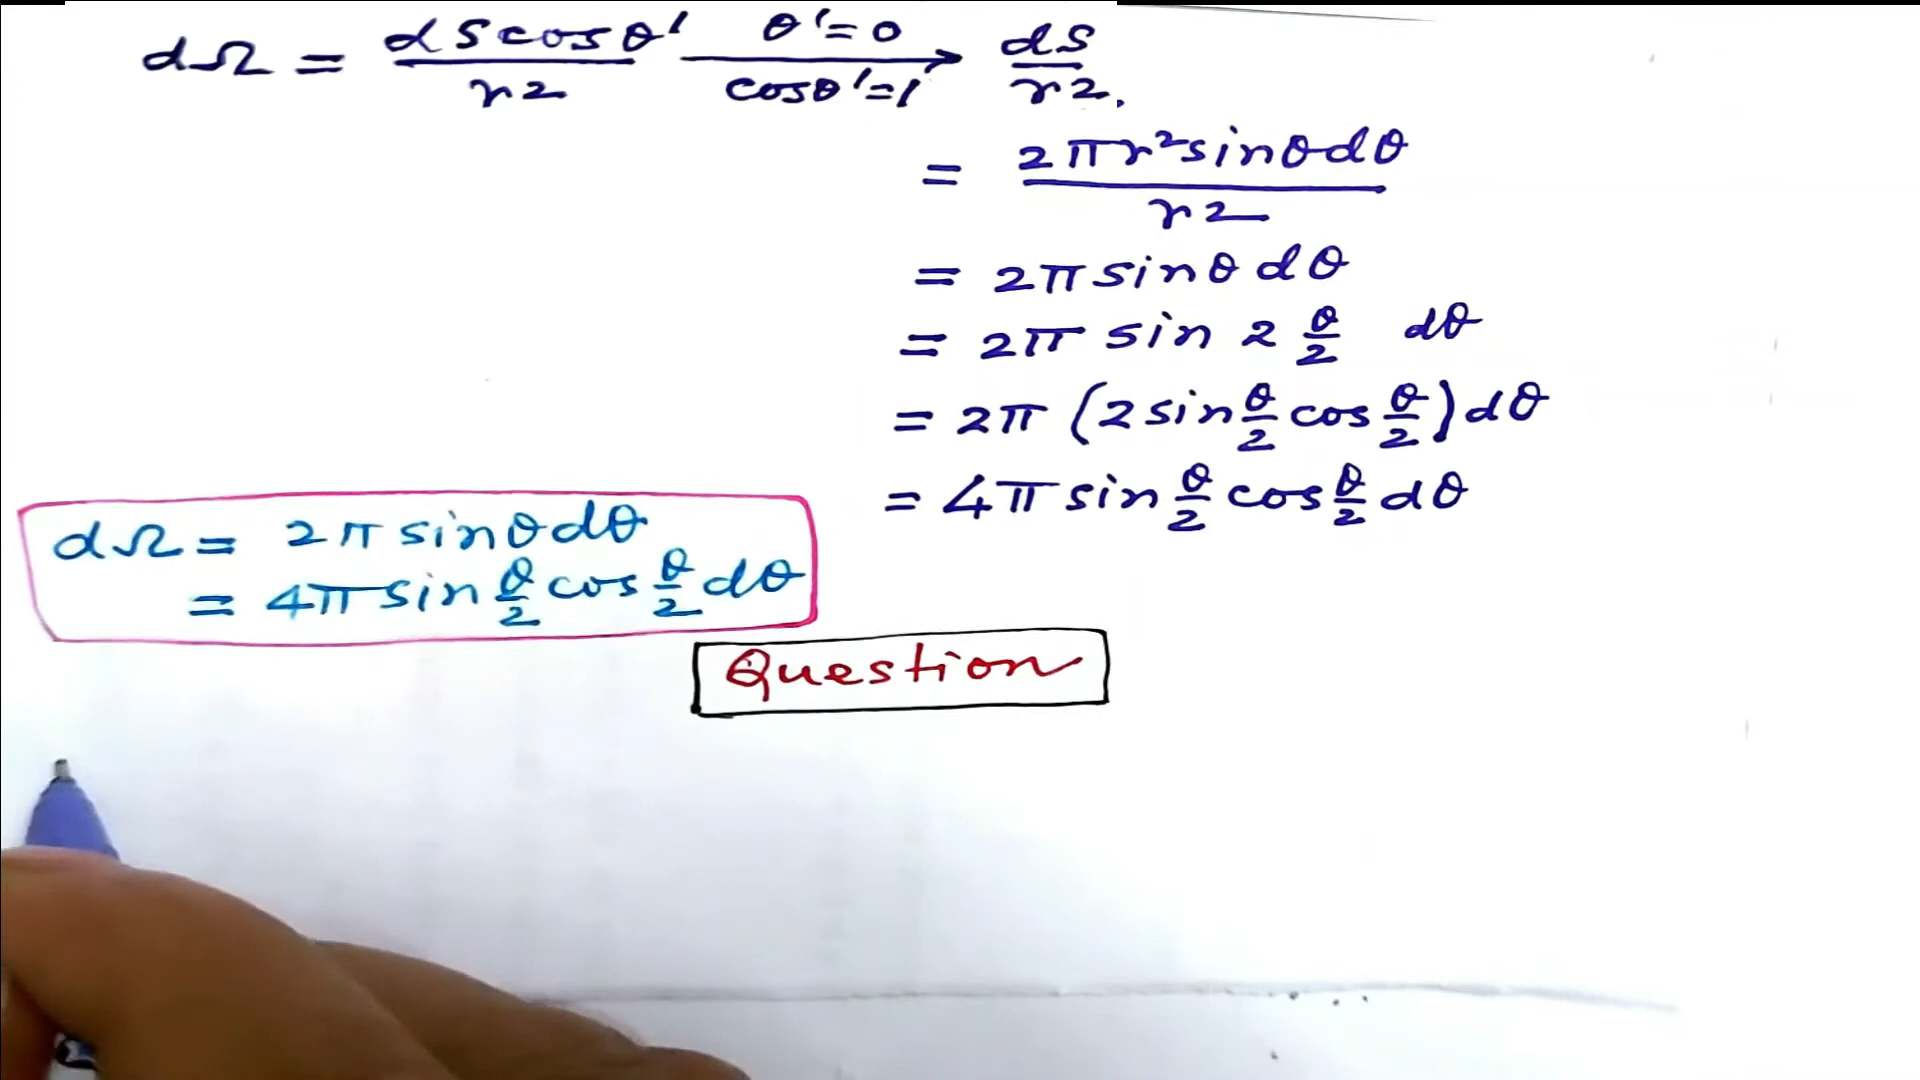 dΩ = dS cosθ' / r2 θ'=0 / cosθ'=1 → dS / r2.
= 2πr²sinθdθ / r2
= 2π sinθ dθ
= 2π sin 2 θ/2 dθ
= 2π (2 sin θ/2 cos θ/2) dθ
= 4π sin θ/2 cos θ/2 dθ
dΩ = 2π sinθdθ
= 4π sin θ/2 cos θ/2 dθ
Question